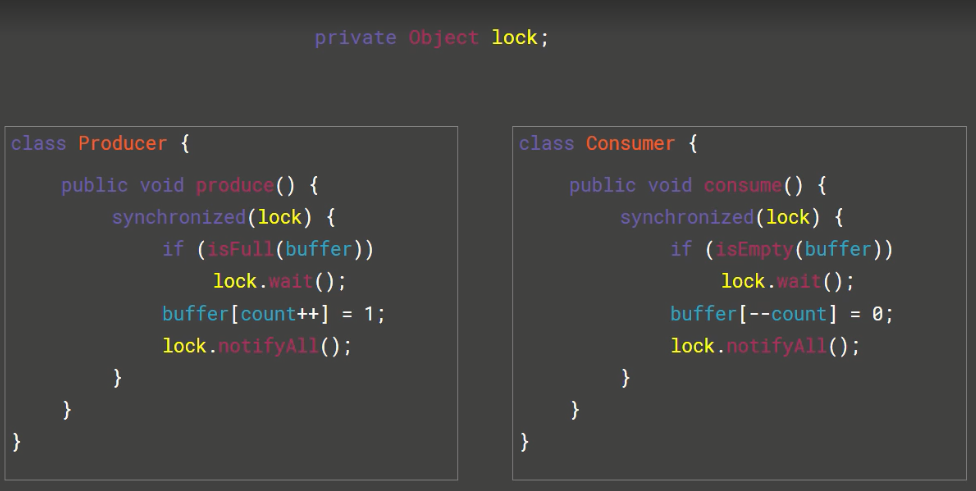 private Object lock;
class Producer {
public void produce() {
synchronized(lock) {
if (isFull(buffer))
lock.wait();
buffer[count++] = 1;
lock.notifyAll();
}
}
}
class Consumer {
public void consume() {
synchronized(lock) {
if (isEmpty(buffer))
lock.wait();
buffer[--count] = 0;
lock.notifyAll();
}
}
}